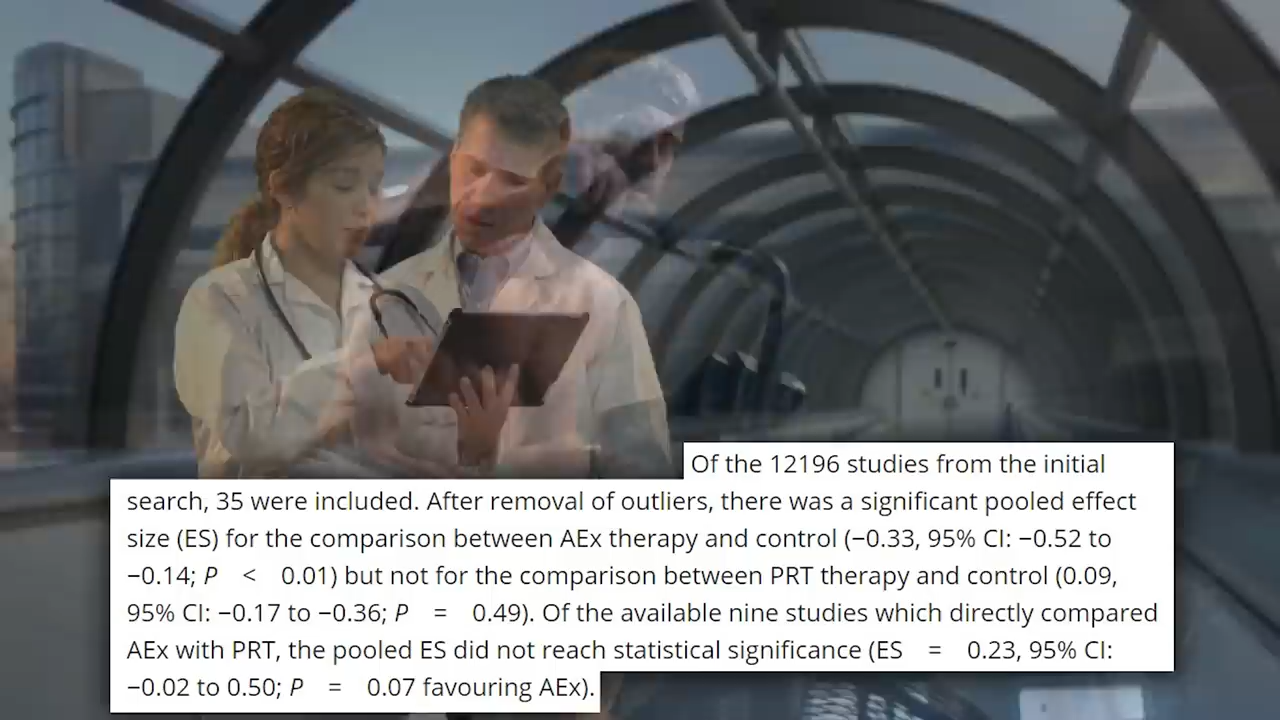 Of the 12196 studies from the initial
search, 35 were included. After removal of outliers, there was a significant pooled effect
size (ES) for the comparison between AEx therapy and control (−0.33, 95% CI: −0.52 to
−0.14; P < 0.01) but not for the comparison between PRT therapy and control (0.09,
95% CI: −0.17 to −0.36; P = 0.49). Of the available nine studies which directly compared
AEx with PRT, the pooled ES did not reach statistical significance (ES = 0.23, 95% CI:
−0.02 to 0.50; P = 0.07 favouring AEx).